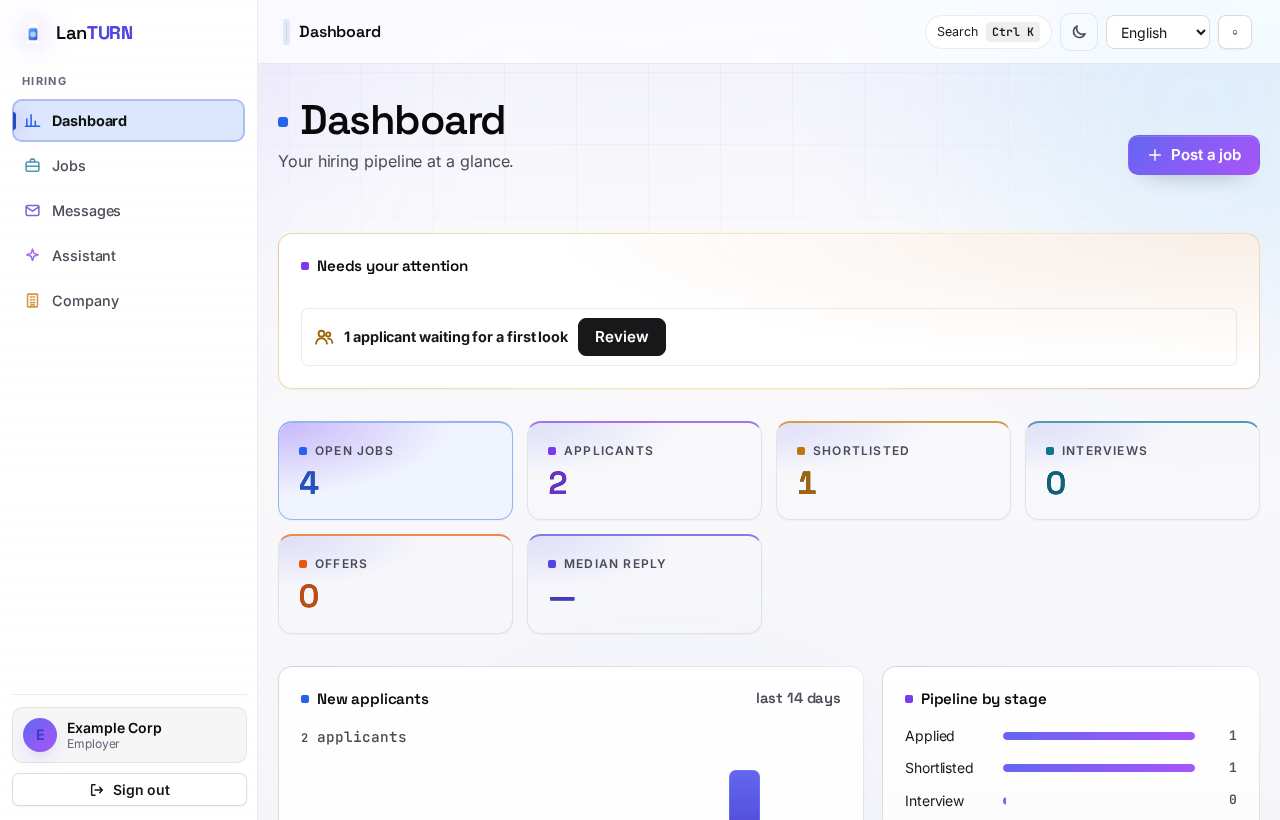 LanTURN
Dashboard
Search Ctrl K
English
HIRING
Dashboard
Jobs
Messages
Assistant
Company
Dashboard
Your hiring pipeline at a glance.
Post a job
Needs your attention
1 applicant waiting for a first look
Review
OPEN JOBS
4
APPLICANTS
2
SHORTLISTED
1
INTERVIEWS
0
OFFERS
0
MEDIAN REPLY
—
New applicants
last 14 days
2 applicants
Pipeline by stage
Applied 1
Shortlisted 1
Interview 0
E
Example Corp
Employer
Sign out